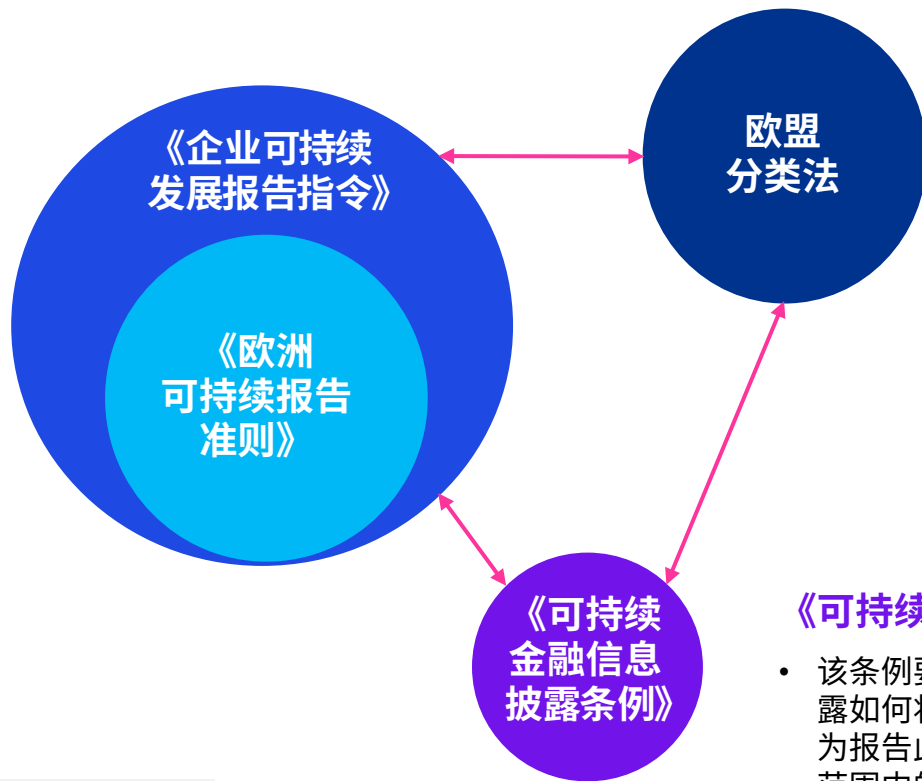 《企业可持续
发展报告指令》
欧盟
分类法
《欧洲
可持续报告
准则》
《可持续
金融信息
披露条例》
《可持续
• 该条例要
露如何将
为报告此